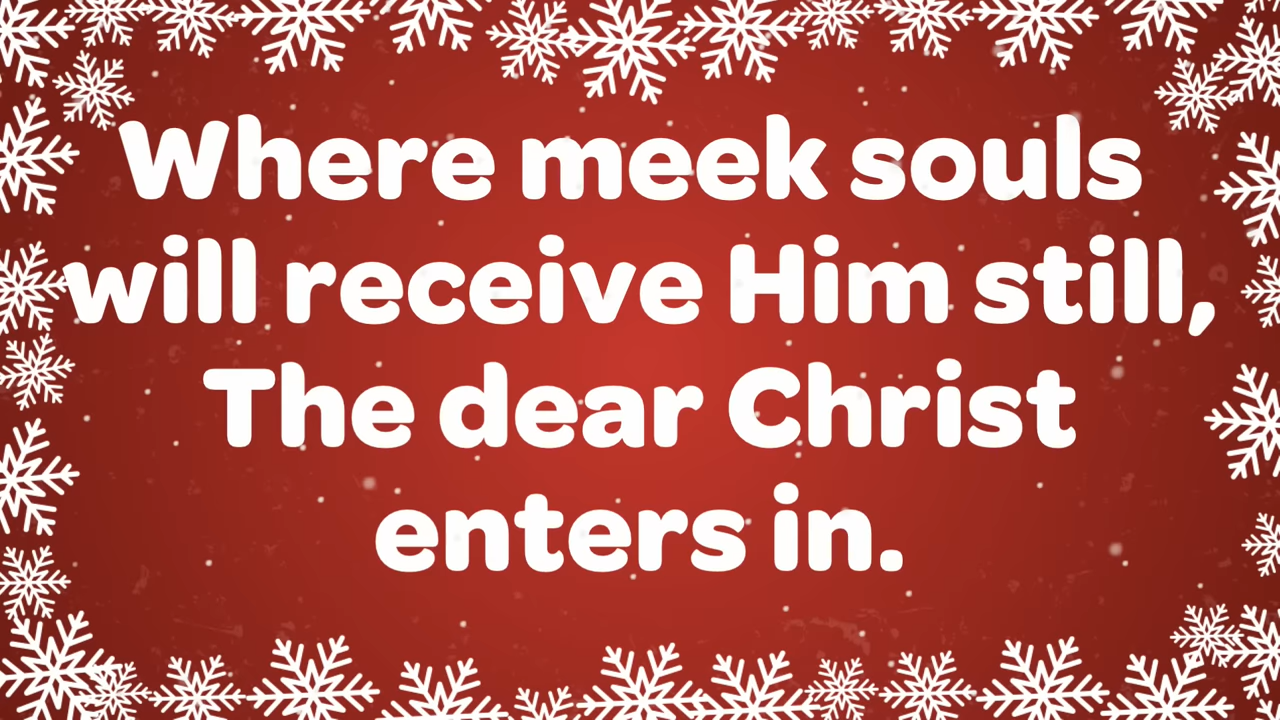 Where meek souls
will receive Him still,
The dear Christ
enters in.